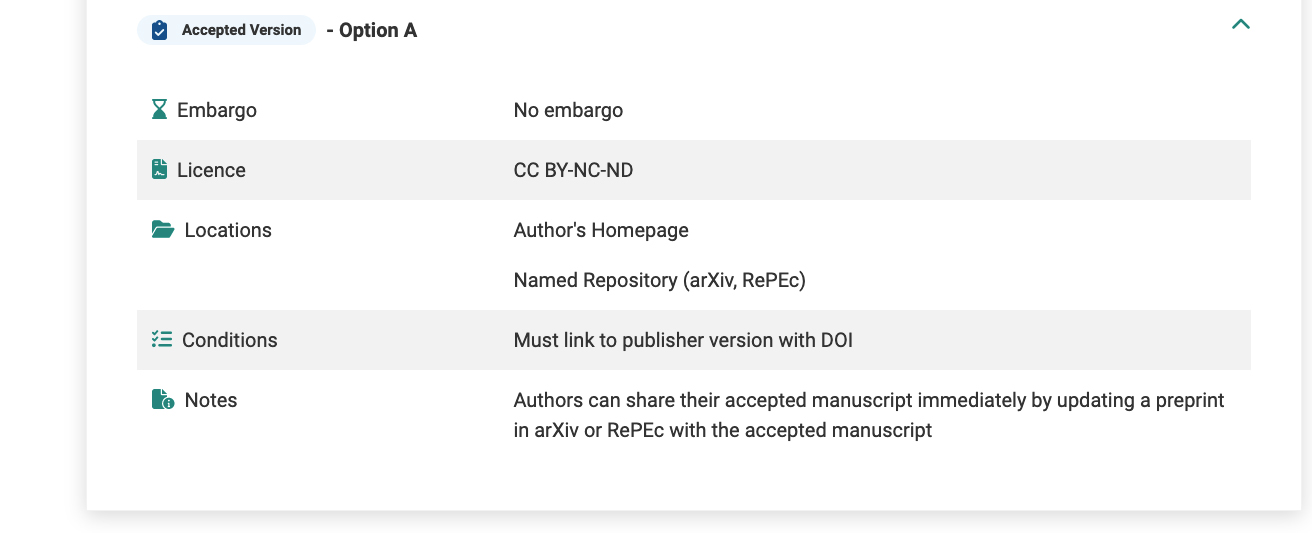 Accepted Version - Option A
Embargo No embargo
Licence CC BY-NC-ND
Locations Author's Homepage
Named Repository (arXiv, RePEc)
Conditions Must link to publisher version with DOI
Notes Authors can share their accepted manuscript immediately by updating a preprint
in arXiv or RePEc with the accepted manuscript